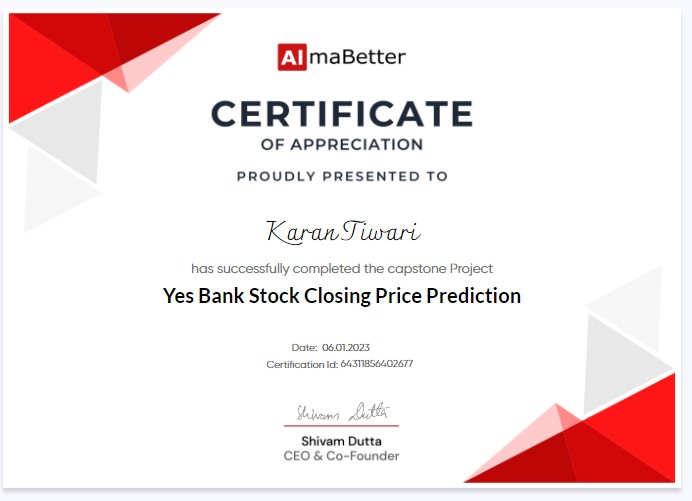 AlmaBetter
CERTIFICATE
OF APPRECIATION
PROUDLY PRESENTED TO
Karan Tiwari
has successfully completed the capstone Project
Yes Bank Stock Closing Price Prediction
Date: 06.01.2023
Certification Id: 64311856402677
Shivam Dutta
Shivam Dutta
CEO & Co-Founder